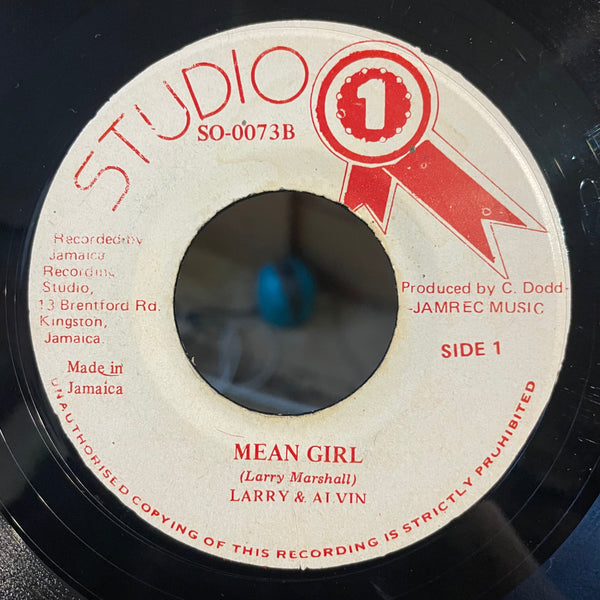 STUDIO 1
SO-0073B
Recorded by
Jamaica
Recording
Studio,
13 Brentford Rd.
Kingston,
Jamaica.
Made in
Jamaica
Produced by C. Dodd-
-JAMREC MUSIC
SIDE 1
MEAN GIRL
(Larry Marshall)
LARRY & ALVIN
UNAUTHORISED COPYING OF THIS RECORDING IS STRICTLY PROHIBITED